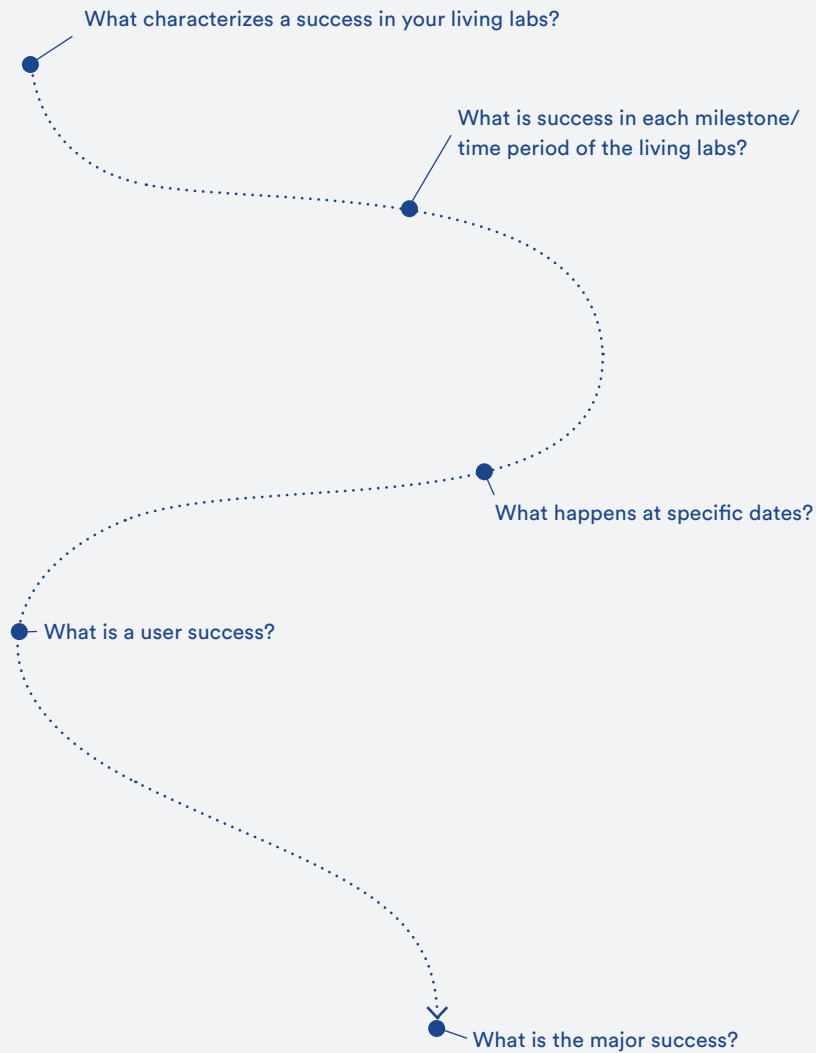 What characterizes a success in your living labs?
What is success in each milestone/
time period of the living labs?
What happens at specific dates?
What is a user success?
What is the major success?